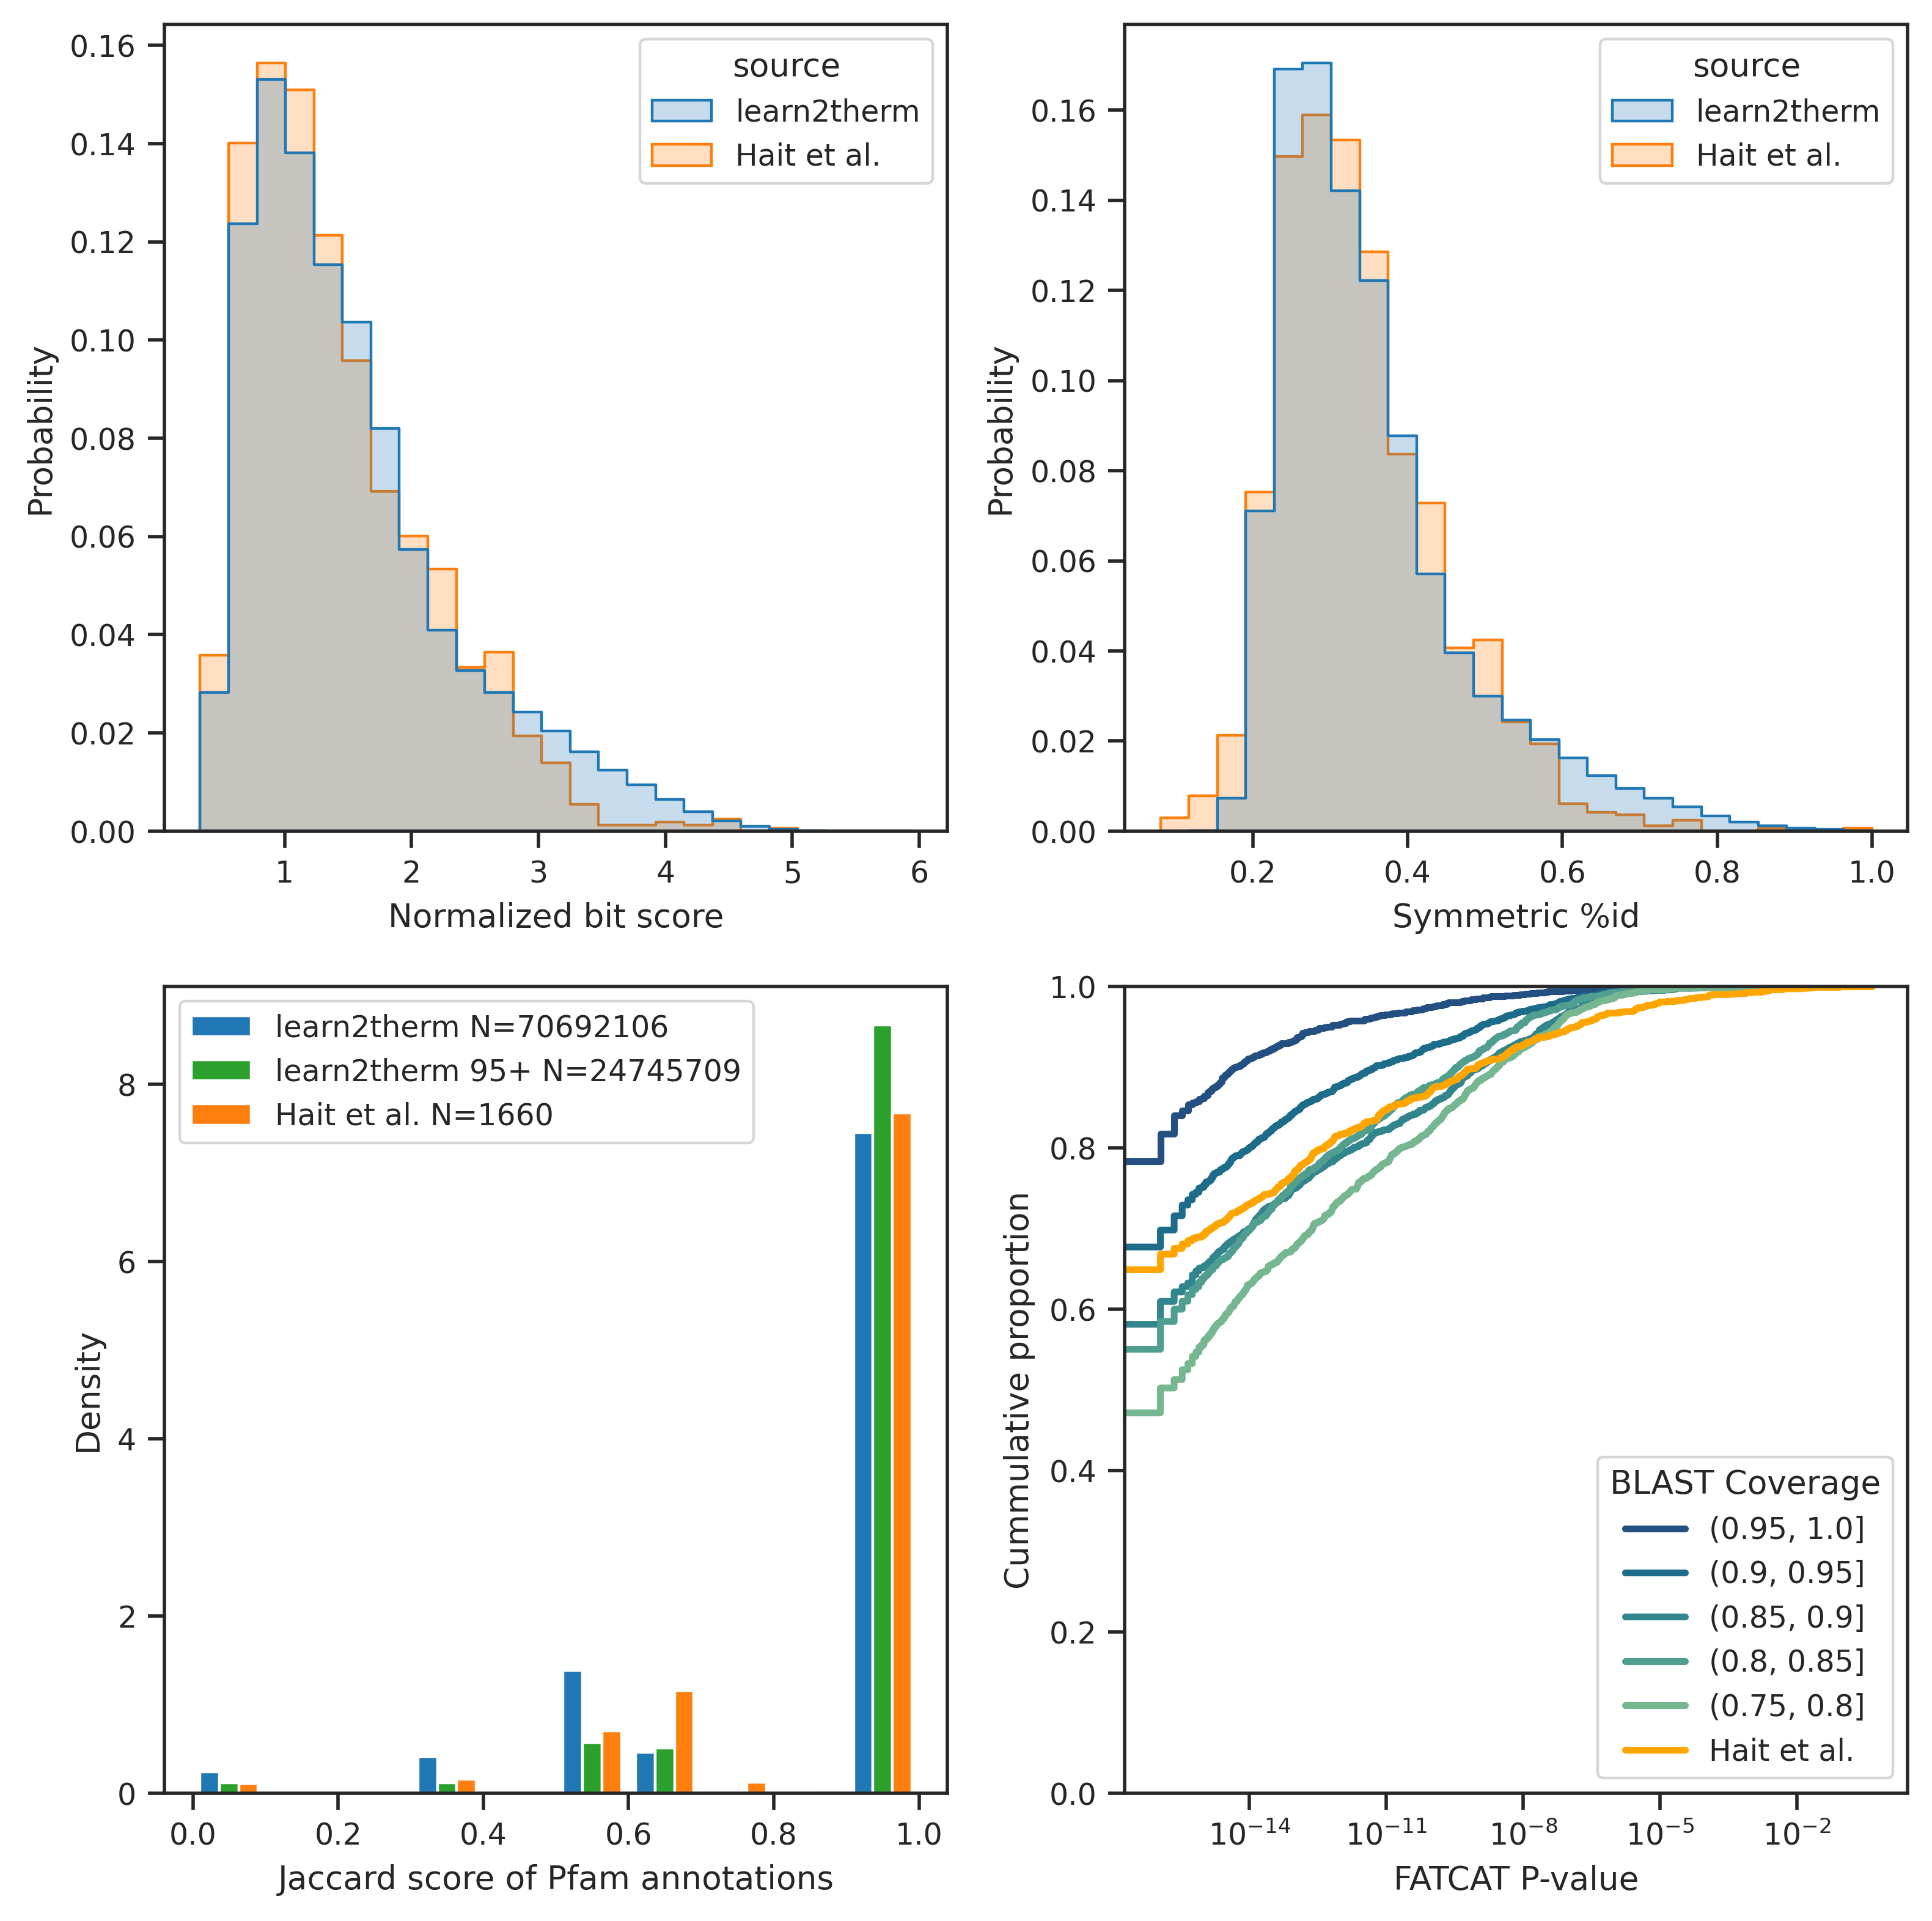 0.16
0.14
0.12
0.10
0.08
0.06
0.04
0.02
0.00
Probability
1 2 3 4 5 6
Normalized bit score
source
learn2therm
Hait et al.
0.16
0.14
0.12
0.10
0.08
0.06
0.04
0.02
0.00
Probability
0.2 0.4 0.6 0.8 1.0
Symmetric %id
source
learn2therm
Hait et al.
8
6
4
2
0
Density
0.0 0.2 0.4 0.6 0.8 1.0
Jaccard score of Pfam annotations
learn2therm N=70692106
learn2therm 95+ N=24745709
Hait et al. N=1660
1.0
0.8
0.6
0.4
0.2
0.0
Cummulative proportion
10⁻¹⁴ 10⁻¹¹ 10⁻⁸ 10⁻⁵ 10⁻²
FATCAT P-value
BLAST Coverage
(0.95, 1.0]
(0.9, 0.95]
(0.85, 0.9]
(0.8, 0.85]
(0.75, 0.8]
Hait et al.